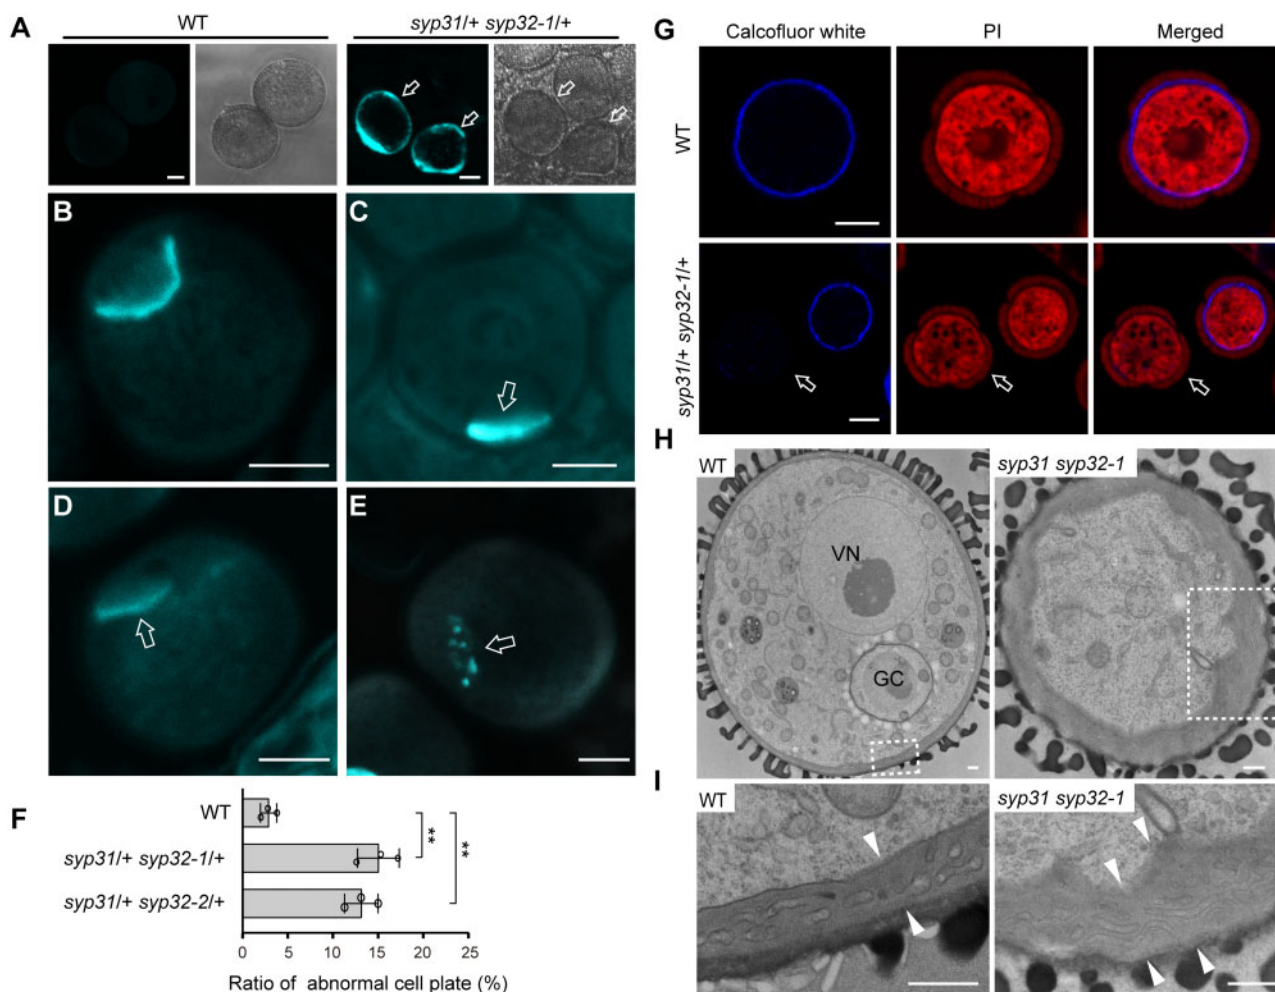 A
WT
syp31/+ syp32-1/+
B
C
D
E
F
WT
syp31/+ syp32-1/+
syp31/+ syp32-2/+
**
**
0 5 10 15 20 25
Ratio of abnormal cell plate (%)
G
Calcofluor white
PI
Merged
WT
syp31/+ syp32-1/+
H
WT
syp31 syp32-1
VN
GC
I
WT
syp31 syp32-1